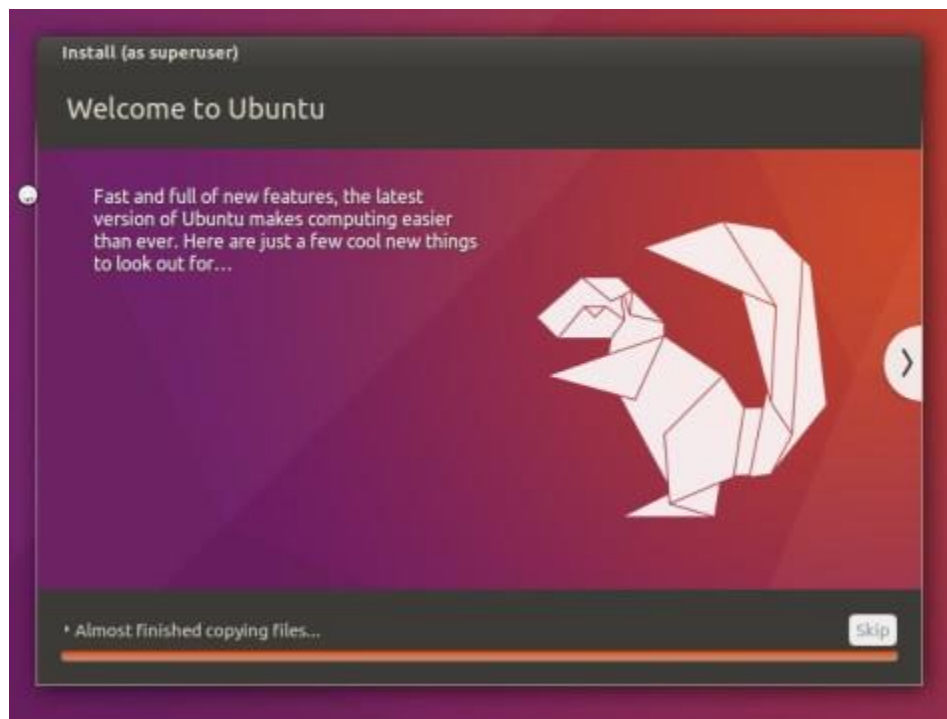 Install (as superuser)
Welcome to Ubuntu
Fast and full of new features, the latest
version of Ubuntu makes computing easier
than ever. Here are just a few cool new things
to look out for...
Almost finished copying files...
Skip